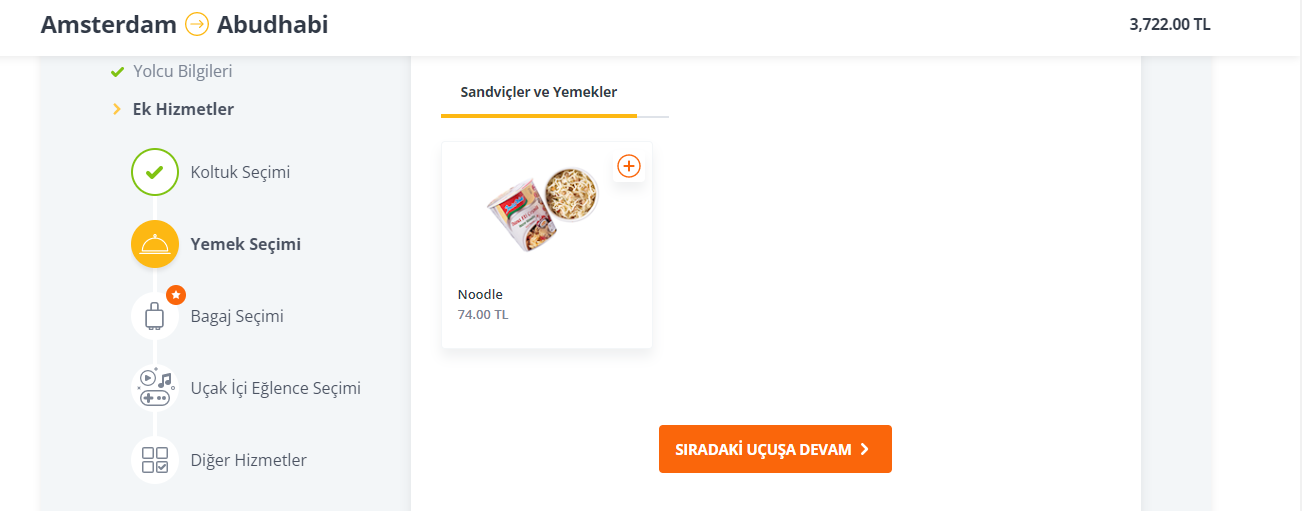 Amsterdam Abudhabi
3,722.00 TL
Yolcu Bilgileri
Ek Hizmetler
Koltuk Seçimi
Yemek Seçimi
Bagaj Seçimi
Uçak İçi Eğlence Seçimi
Diğer Hizmetler
Sandviçler ve Yemekler
Noodle
74.00 TL
SIRADAKİ UÇUŞA DEVAM